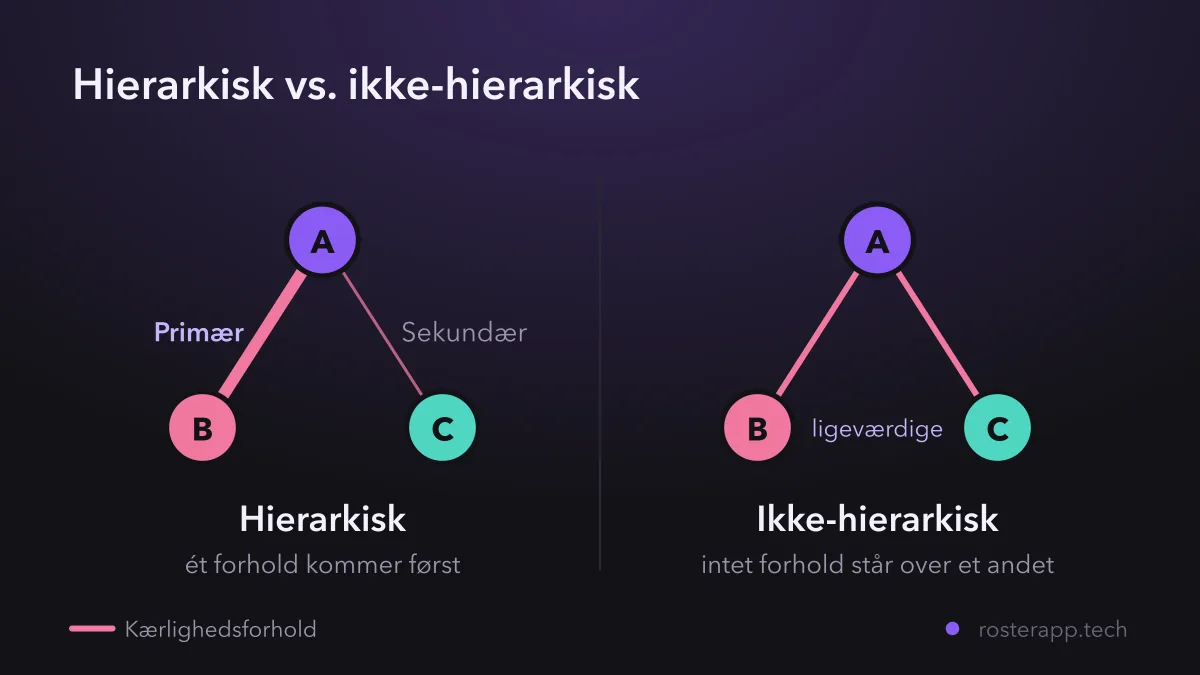 Hierarkisk vs. ikke-hierarkisk
A
Primær
Sekundær
B
C
Hierarkisk
ét forhold kommer først
A
B
ligeværdige
C
Ikke-hierarkisk
intet forhold står over et andet
Kærlighedsforhold
rosterapp.tech